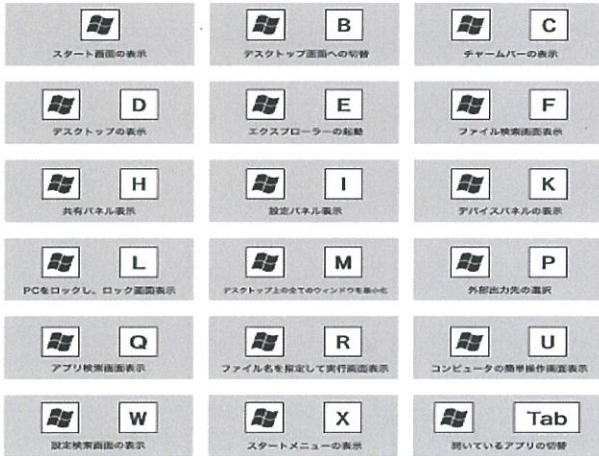 スタート画面の表示
B
デスクトップ画面への切替
C
チャームバーの表示
D
デスクトップの表示
E
エクスプローラーの起動
F
ファイル検索画面表示
H
共有パネル表示
I
設定パネル表示
K
デバイスパネルの表示
L
PCをロックし、ロック画面表示
M
デスクトップ上の全てのウィンドウを最小化
P
外部出力先の選択
Q
アプリ検索画面表示
R
ファイル名を指定して実行画面表示
U
コンピュータの簡単操作画面表示
W
設定検索画面の表示
X
スタートメニューの表示
Tab
開いているアプリの切替